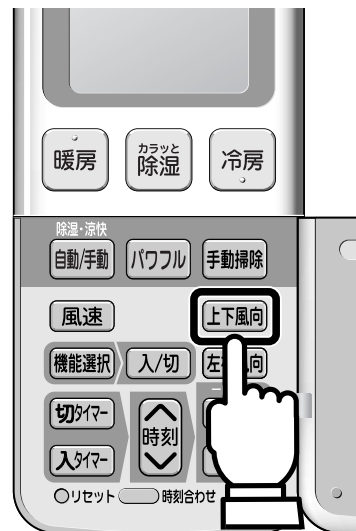 暖房
カラッと
除湿
冷房
除湿・涼快
自動/手動 パワフル 手動掃除
風速 上下風向
機能選択 入/切
切タイマー
時刻
入タイマー
リセット 時刻合わせ